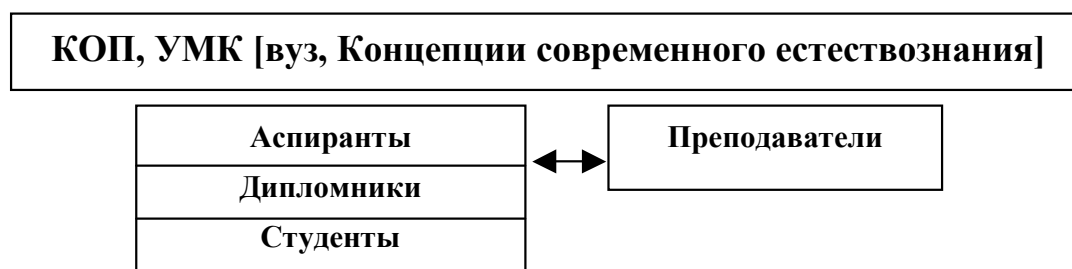 КОП, УМК [вуз, Концепции современного естествознания]
Аспиранты
Преподаватели
Дипломники
Студенты